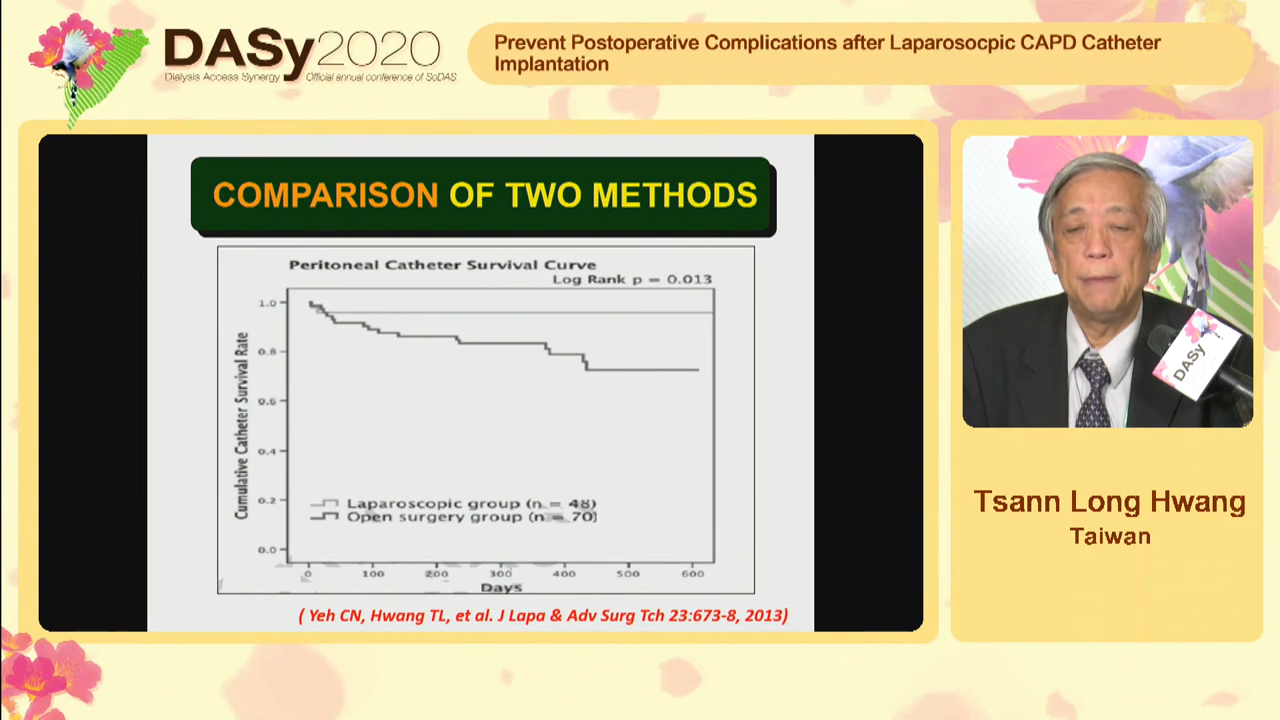 DASy2020
Dialysis Access Synergy Official annual conference of SoDAS
Prevent Postoperative Complications after Laparosocpic CAPD Catheter
Implantation
COMPARISON OF TWO METHODS
Peritoneal Catheter Survival Curve
Log Rank p = 0.013
Cumulative Catheter Survival Rate
1.0
0.8
0.6
0.4
0.2
0.0
Laparoscopic group (n = 48)
Open surgery group (n = 70)
0 100 200 300 400 500 600
Days
( Yeh CN, Hwang TL, et al. J Lapa & Adv Surg Tch 23:673-8, 2013)
DASy
Tsann Long Hwang
Taiwan